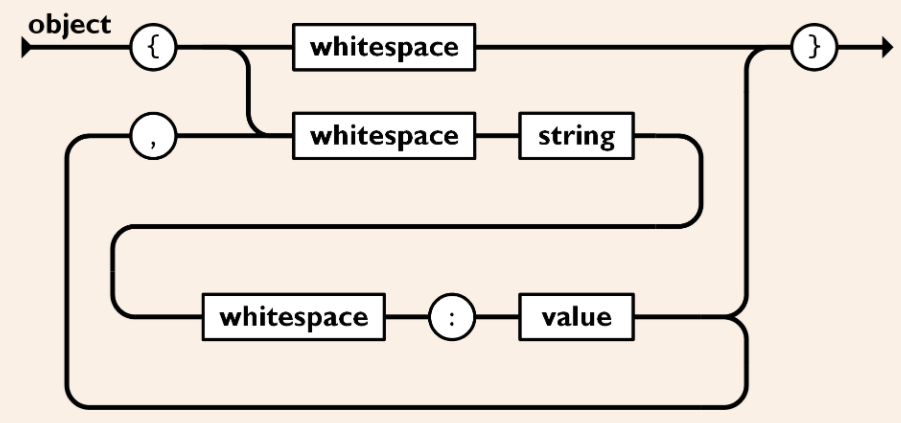 object
{ whitespace }
, whitespace string
whitespace : value